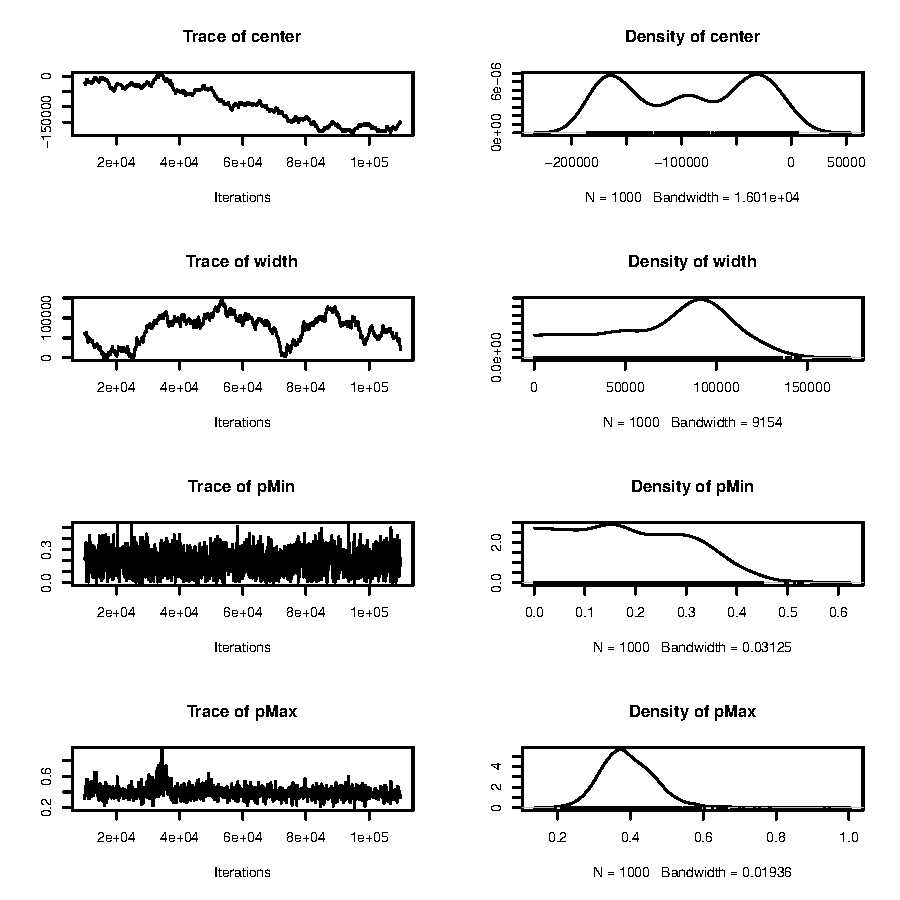 Trace of center
−150000 0
2e+04 4e+04 6e+04 8e+04 1e+05
Iterations
Density of center
0e+00 6e−06
−200000 −100000 0 50000
N = 1000 Bandwidth = 1.601e+04
Trace of width
0 100000
2e+04 4e+04 6e+04 8e+04 1e+05
Iterations
Density of width
0.0e+00
0 50000 100000 150000
N = 1000 Bandwidth = 9154
Trace of pMin
0.0 0.3
2e+04 4e+04 6e+04 8e+04 1e+05
Iterations
Density of pMin
0.0 2.0
0.0 0.1 0.2 0.3 0.4 0.5 0.6
N = 1000 Bandwidth = 0.03125
Trace of pMax
0.2 0.6
2e+04 4e+04 6e+04 8e+04 1e+05
Iterations
Density of pMax
0 2 4
0.2 0.4 0.6 0.8 1.0
N = 1000 Bandwidth = 0.01936